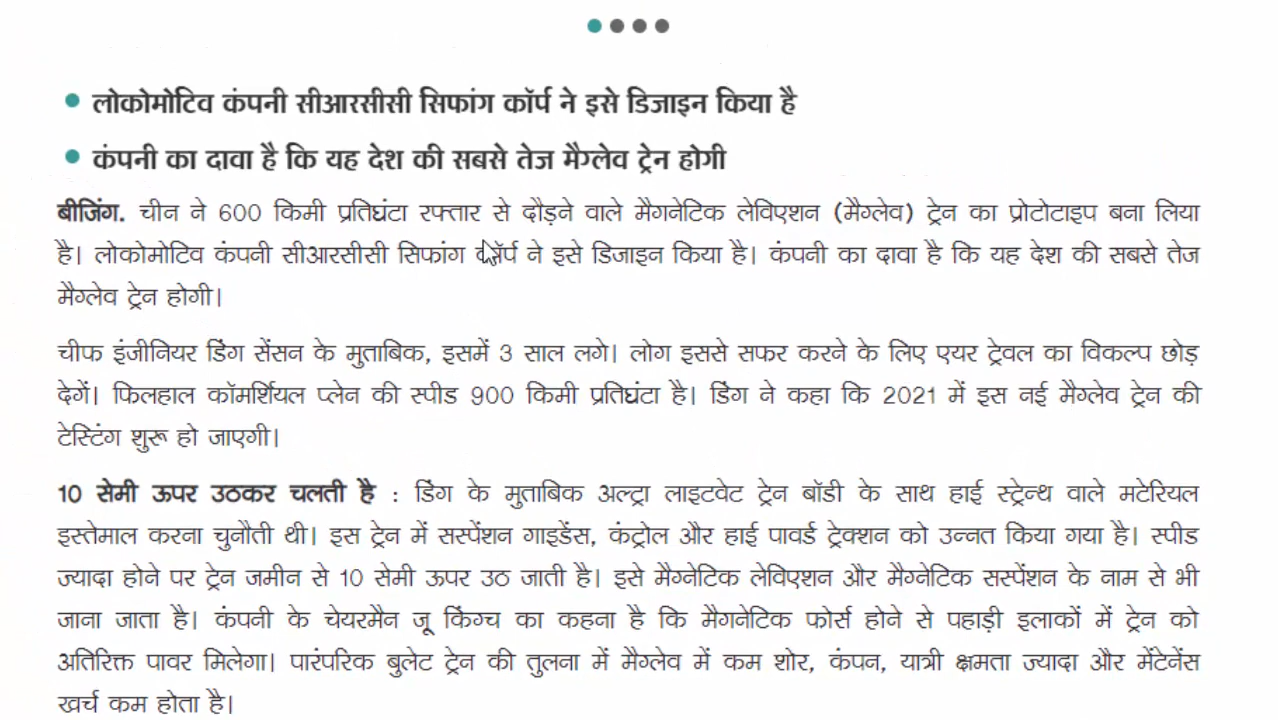 लोकोमोटिव कंपनी सीआरसीसी सिफांग कॉर्प ने इसे डिजाइन किया है
कंपनी का दावा है कि यह देश की सबसे तेज मैग्लेव ट्रेन होगी
बीजिंग. चीन ने 600 किमी प्रतिघंटा रफ्तार से दौड़ने वाले मैगनेटिक लेविएशन (मैग्लेव) ट्रेन का प्रोटोटाइप बना लिया
है। लोकोमोटिव कंपनी सीआरसीसी सिफांग कॉर्प ने इसे डिजाइन किया है। कंपनी का दावा है कि यह देश की सबसे तेज
मैग्लेव ट्रेन होगी।
चीफ इंजीनियर डिंग सेंसन के मुताबिक, इसमें 3 साल लगे। लोग इससे सफर करने के लिए एयर ट्रेवल का विकल्प छोड़
देगें। फिलहाल कॉमर्शियल प्लेन की स्पीड 900 किमी प्रतिघंटा है। डिंग ने कहा कि 2021 में इस नई मैग्लेव ट्रेन की
टेस्टिंग शुरू हो जाएगी।
10 सेमी ऊपर उठकर चलती है : डिंग के मुताबिक अल्ट्रा लाइटवेट ट्रेन बॉडी के साथ हाई स्ट्रेन्थ वाले मटेरियल
इस्तेमाल करना चुनौती थी। इस ट्रेन में सस्पेंशन गाइडेंस, कंट्रोल और हाई पावर्ड ट्रेक्शन को उन्नत किया गया है। स्पीड
ज्यादा होने पर ट्रेन जमीन से 10 सेमी ऊपर उठ जाती है। इसे मैग्नेटिक लेविएशन और मैग्नेटिक सस्पेंशन के नाम से भी
जाना जाता है। कंपनी के चेयरमैन जू किंग्च का कहना है कि मैगनेटिक फोर्स होने से पहाड़ी इलाकों में ट्रेन को
अतिरिक्त पावर मिलेगा। पारंपरिक बुलेट ट्रेन की तुलना में मैग्लेव में कम शोर, कंपन, यात्री क्षमता ज्यादा और मेंटेनेंस
खर्च कम होता है।